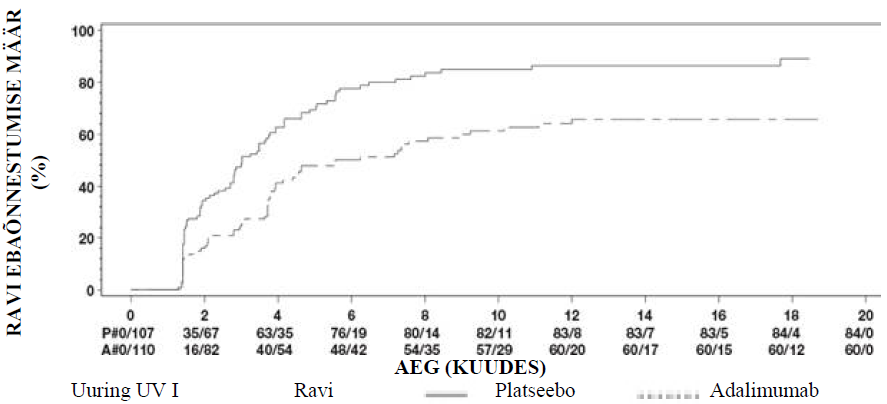 RAVI EBAÕNNESTUMISE MÄÄR
(%)
100
80
60
40
20
0
0 2 4 6 8 10 12 14 16 18 20
P#0/107 35/67 63/35 76/19 80/14 82/11 83/8 83/7 83/5 84/4 84/0
A#0/110 16/82 40/54 48/42 54/35 57/29 60/20 60/17 60/15 60/12 60/0
AEG (KUUDES)
Uuring UV I Ravi Platseebo Adalimumab